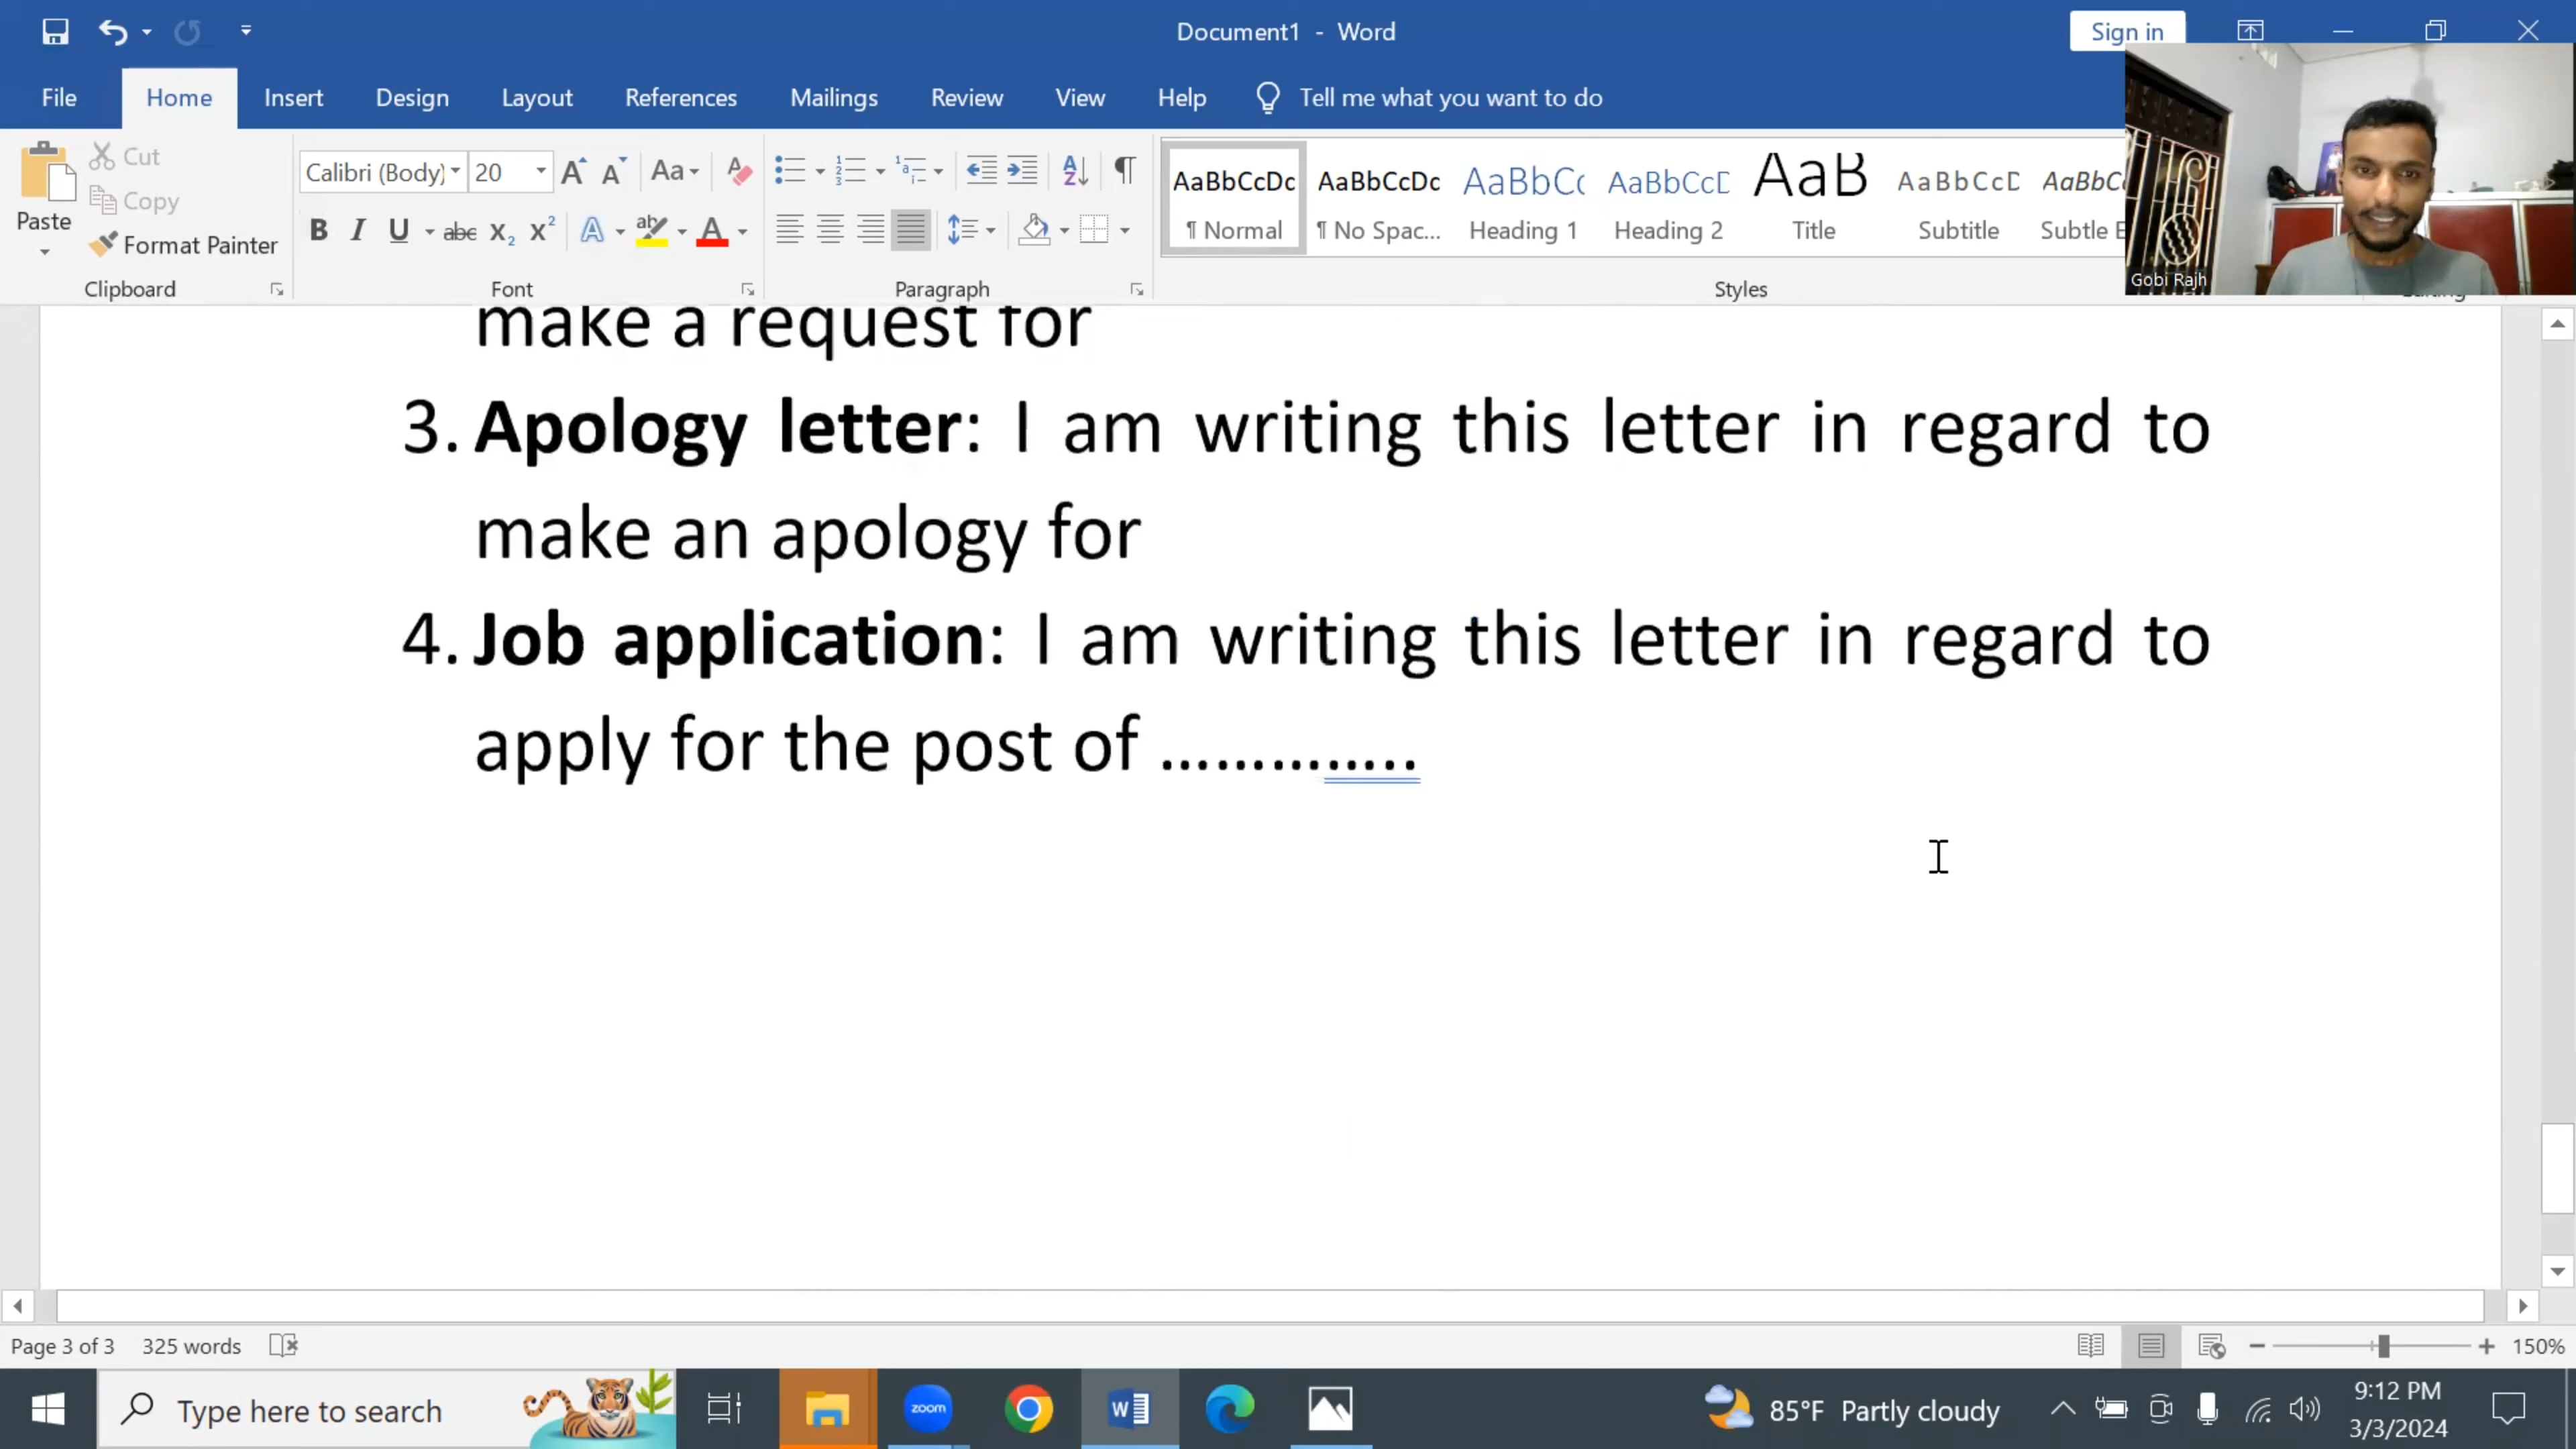 Document1 - Word
Sign in
File Home Insert Design Layout References Mailings Review View Help Tell me what you want to do
Paste
Cut
Copy
Format Painter
Clipboard
Calibri (Body) 20
Font
Paragraph
AaBbCcDc AaBbCcDc AaBbCc AaBbCcD AaB AaBbCcD AaBbCc
¶ Normal ¶ No Spac... Heading 1 Heading 2 Title Subtitle Subtle E
Styles
Gobi Rajh
make a request for
3. Apology letter: I am writing this letter in regard to
make an apology for
4. Job application: I am writing this letter in regard to
apply for the post of …………..
Page 3 of 3 325 words
150%
Type here to search
zoom
85°F Partly cloudy
9:12 PM
3/3/2024